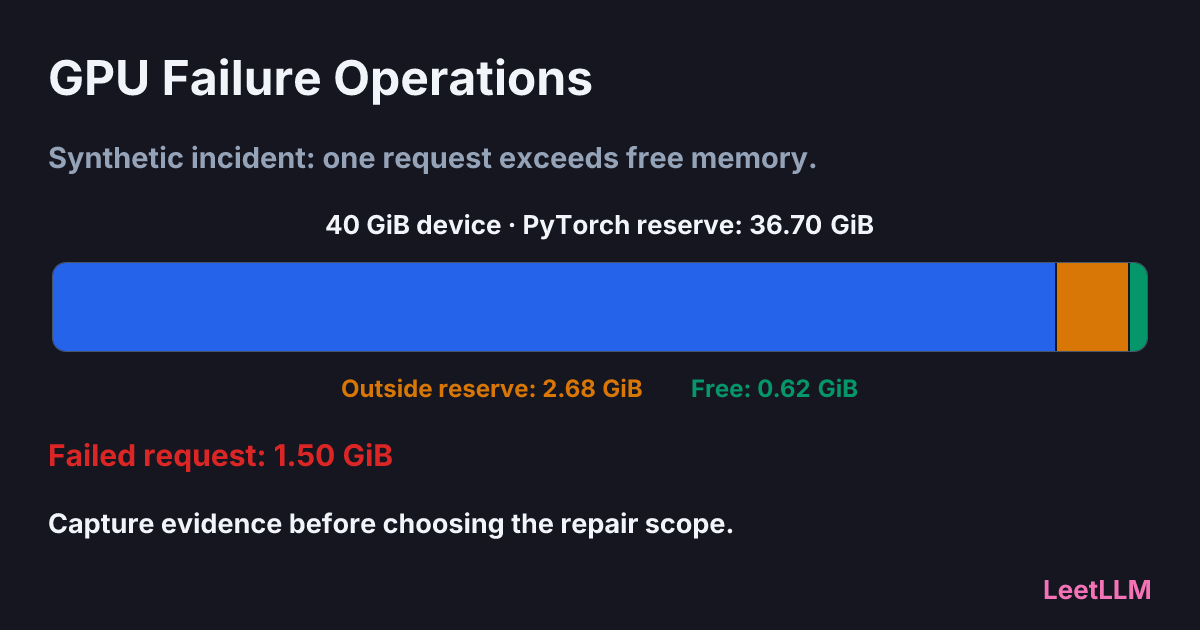 GPU Failure Operations
Synthetic incident: one request exceeds free memory.
40 GiB device · PyTorch reserve: 36.70 GiB
Outside reserve: 2.68 GiB Free: 0.62 GiB
Failed request: 1.50 GiB
Capture evidence before choosing the repair scope.
LeetLLM